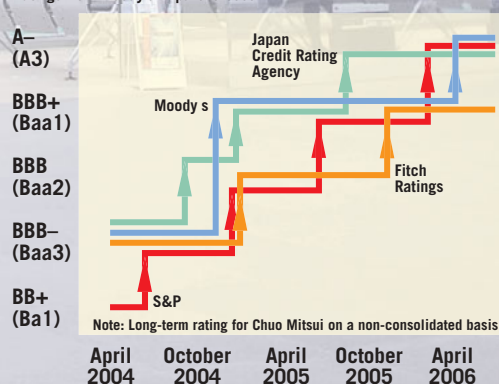 A–
(A3)
Japan
Credit Rating
Agency
BBB+
(Baa1)
Moody s
BBB
(Baa2)
Fitch
Ratings
BBB–
(Baa3)
BB+
(Ba1)
S&P
Note: Long-term rating for Chuo Mitsui on a non-consolidated basis
April
2004
October
2004
April
2005
October
2005
April
2006